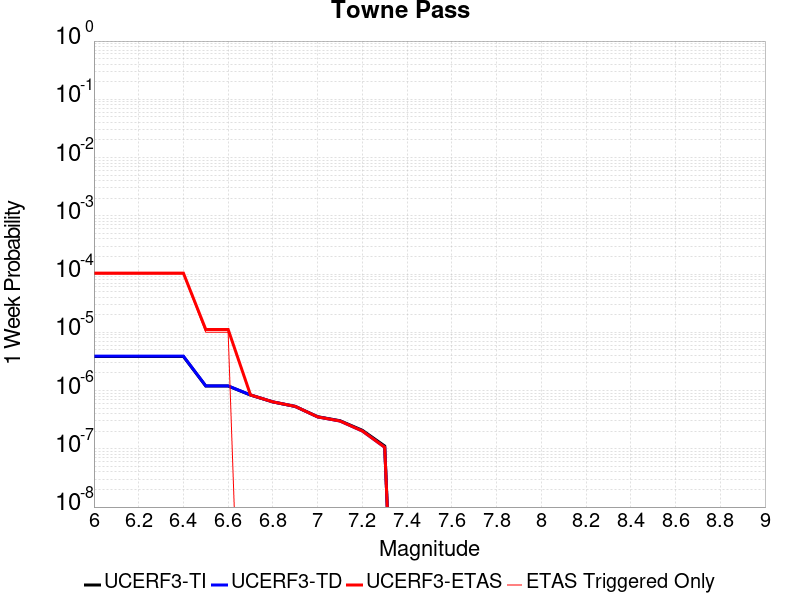 Towne Pass
1 Week Probability
10^0
10^-1
10^-2
10^-3
10^-4
10^-5
10^-6
10^-7
10^-8
6 6.2 6.4 6.6 6.8 7 7.2 7.4 7.6 7.8 8 8.2 8.4 8.6 8.8 9
Magnitude
UCERF3-TI UCERF3-TD UCERF3-ETAS ETAS Triggered Only